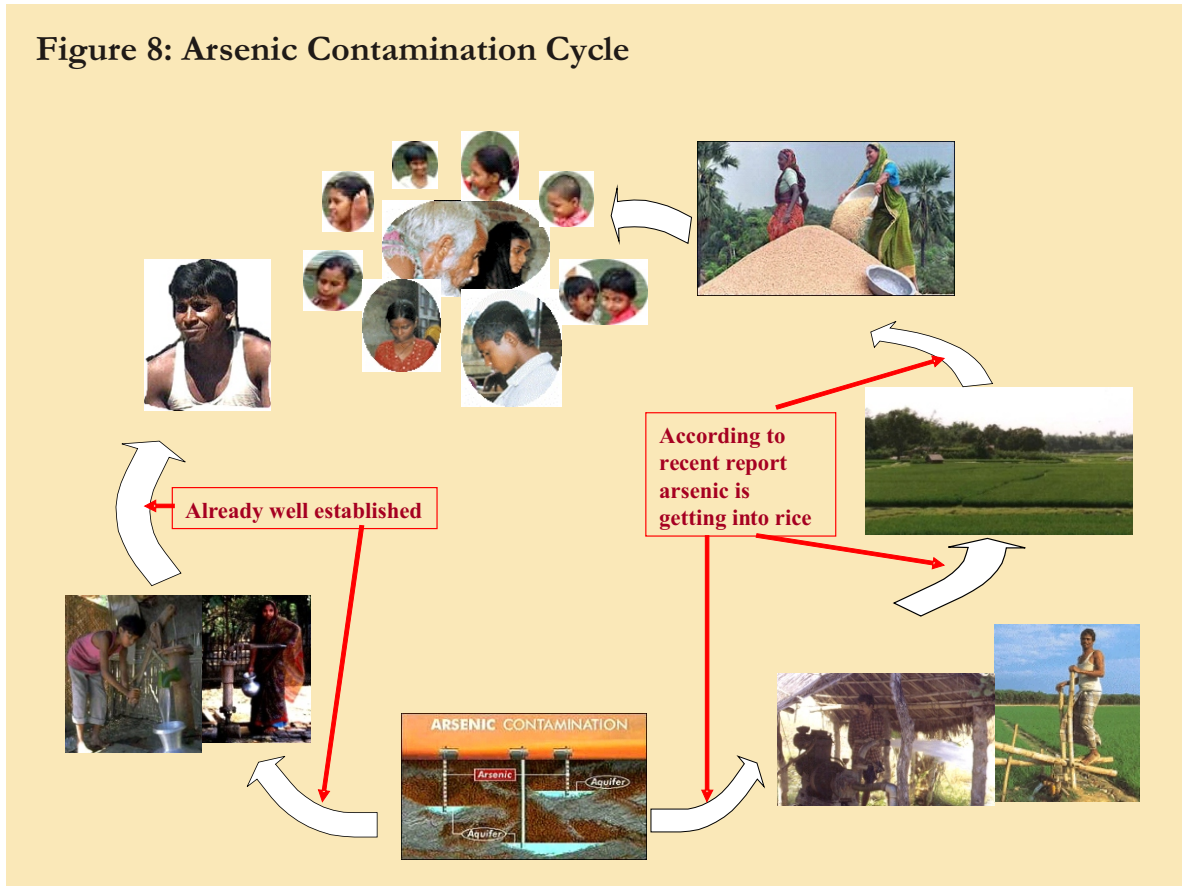 Figure 8: Arsenic Contamination Cycle
According to
recent report
arsenic is
getting into rice
Already well established
ARSENIC CONTAMINATION
Arsenic
Aquifer
Aquifer